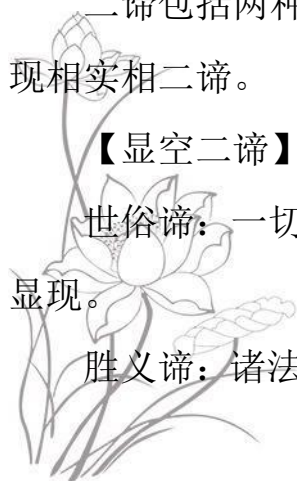 二谛包括两种
现相实相二谛。
【显空二谛】
世俗谛：一切
显现。
胜义谛：诸法